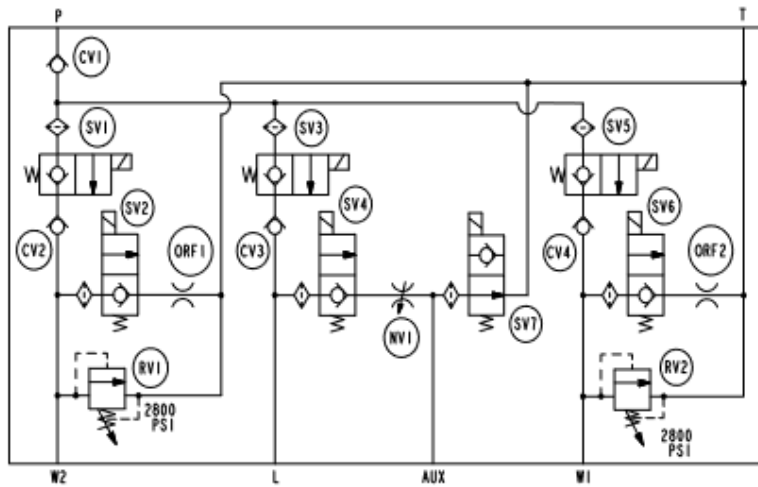 P
T
CV1
SV1
SV3
SV5
SV2
SV4
SV6
CV2
ORF1
CV3
CV4
ORF2
NV1
SV7
RV1
RV2
2800
PSI
2800
PSI
W2
L
AUX
W1